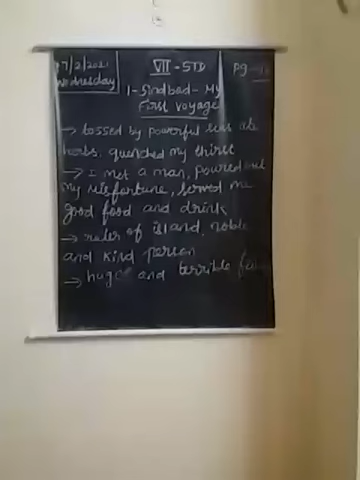 17/2/2021 VII - STD Pg -
Wednesday 1 - Sindbad - My
First Voyage
→ tossed by powerful seas ate
herbs, quenched my thirst
→ I met a man, poured out
my misfortune, served me
good food and drink
→ ruler of island, noble
and kind person
→ huge and terrible